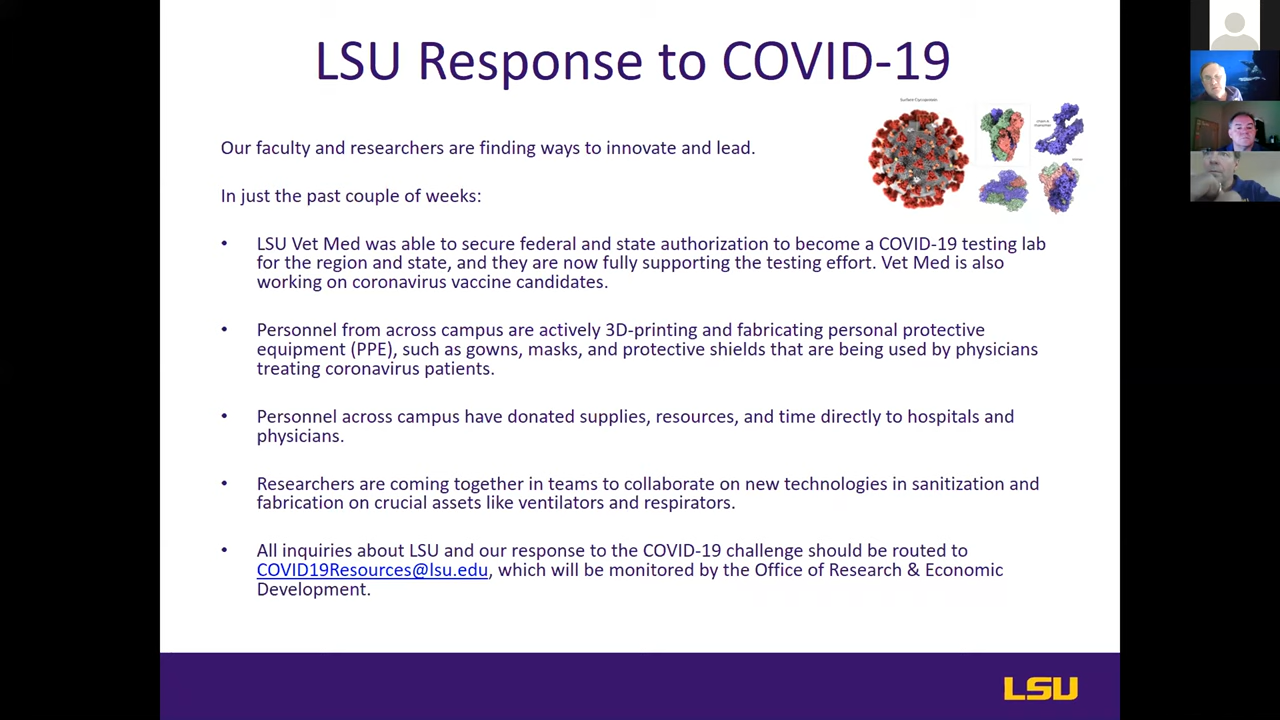 LSU Response to COVID-19
Our faculty and researchers are finding ways to innovate and lead.
In just the past couple of weeks:
• LSU Vet Med was able to secure federal and state authorization to become a COVID-19 testing lab
for the region and state, and they are now fully supporting the testing effort. Vet Med is also
working on coronavirus vaccine candidates.
• Personnel from across campus are actively 3D-printing and fabricating personal protective
equipment (PPE), such as gowns, masks, and protective shields that are being used by physicians
treating coronavirus patients.
• Personnel across campus have donated supplies, resources, and time directly to hospitals and
physicians.
• Researchers are coming together in teams to collaborate on new technologies in sanitization and
fabrication on crucial assets like ventilators and respirators.
• All inquiries about LSU and our response to the COVID-19 challenge should be routed to
COVID19Resources@lsu.edu, which will be monitored by the Office of Research & Economic
Development.
LSU